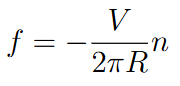 f = -\frac{V}{2\pi R}n